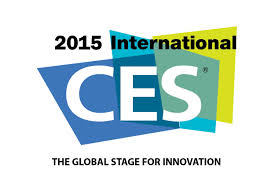 2015 International
CES®
THE GLOBAL STAGE FOR INNOVATION